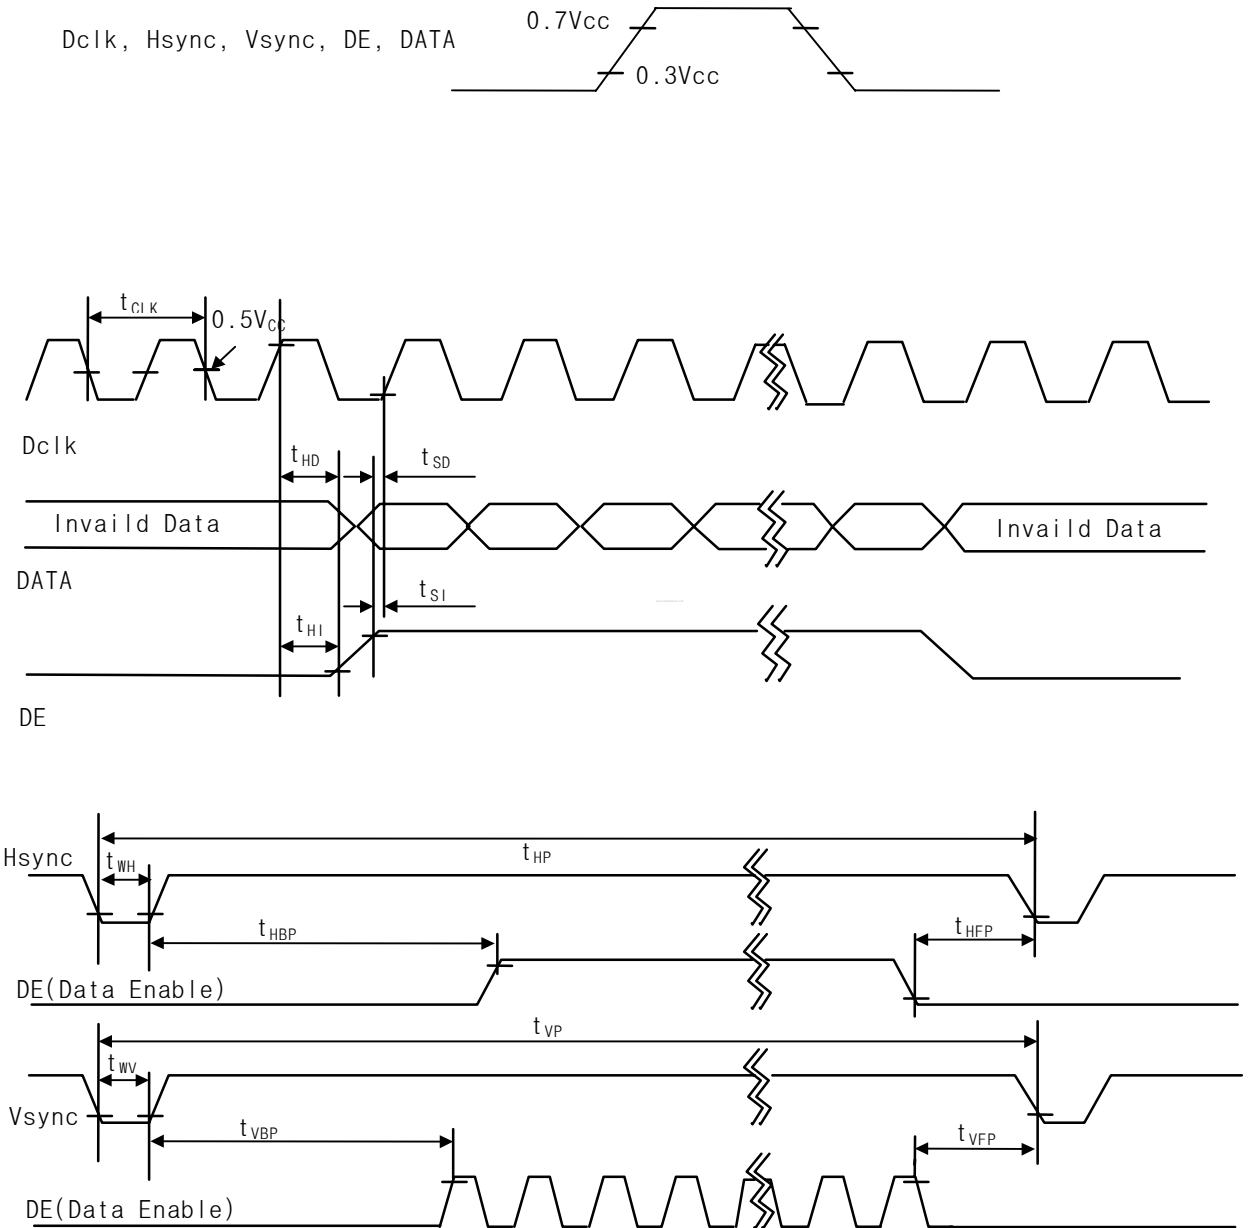 0.7Vcc
Dclk, Hsync, Vsync, DE, DATA
0.3Vcc
tCLK
0.5VCC
Dclk
tHD
tSD
Invaild Data
Invaild Data
DATA
tSI
tHI
DE
Hsync
tWH
tHP
tHBP
tHFP
DE(Data Enable)
tVP
tWV
Vsync
tVBP
tVFP
DE(Data Enable)